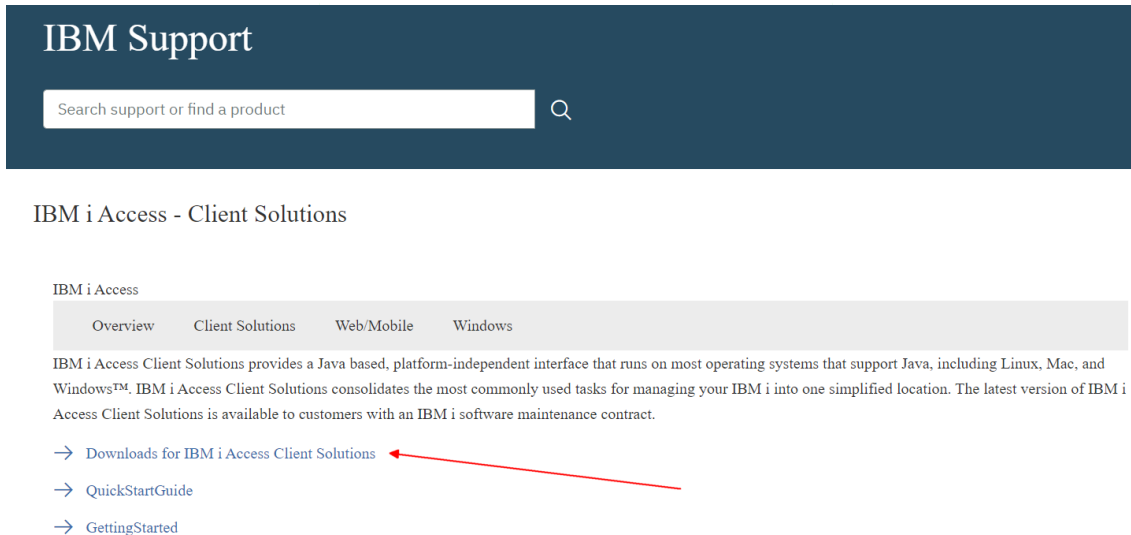 IBM Support
Search support or find a product
IBM i Access - Client Solutions
IBM i Access
Overview Client Solutions Web/Mobile Windows
IBM i Access Client Solutions provides a Java based, platform-independent interface that runs on most operating systems that support Java, including Linux, Mac, and
Windows™. IBM i Access Client Solutions consolidates the most commonly used tasks for managing your IBM i into one simplified location. The latest version of IBM i
Access Client Solutions is available to customers with an IBM i software maintenance contract.
Downloads for IBM i Access Client Solutions
QuickStartGuide
GettingStarted